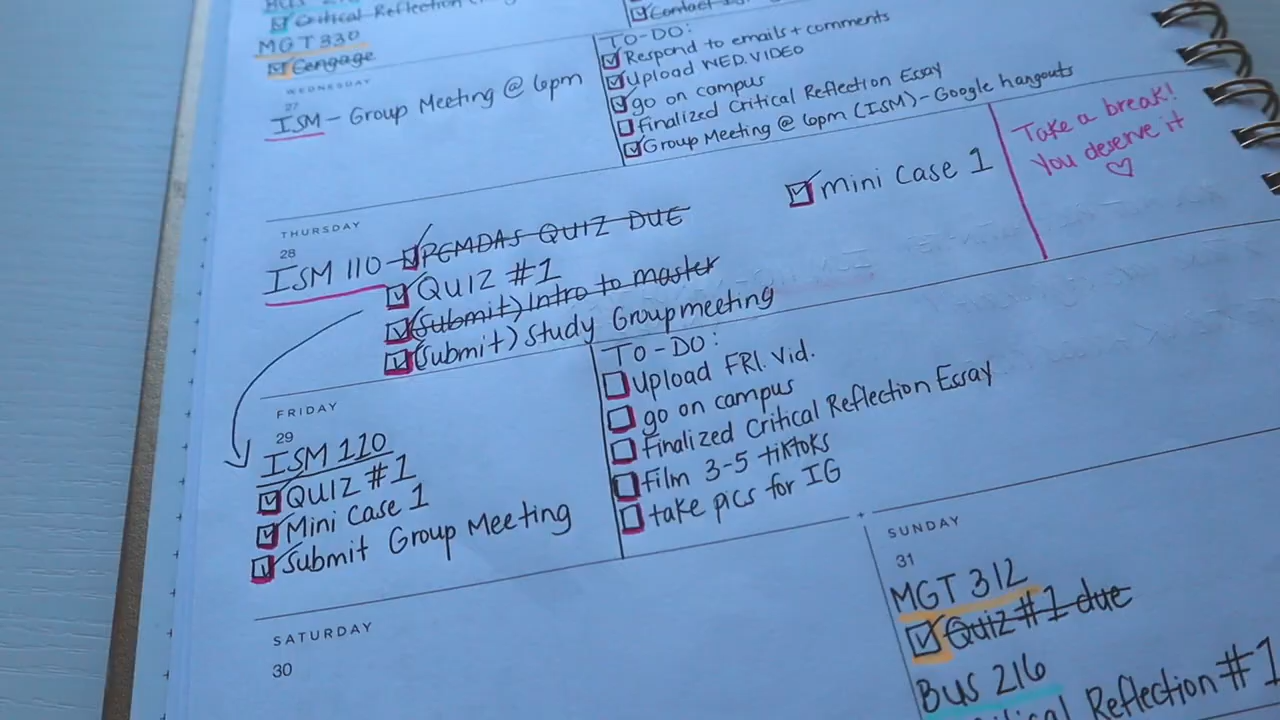 Critical Reflection
MGT 330
Cengage
Contact
WEDNESDAY
27
ISM - Group Meeting @ 6pm
TO-DO:
Respond to emails + comments
Upload WED. VIDEO
go on campus
finalized Critical Reflection Essay
Group Meeting @ 6pm (ISM) - Google hangouts
THURSDAY
28
ISM 110 - PEMDAS QUIZ DUE
QUIZ #1
(Submit) Intro to master
(Submit) Study Group meeting
mini case 1
Take a break!
You deserve it
♡
FRIDAY
29
ISM 110
QUIZ #1
Mini Case 1
Submit Group Meeting
TO-DO:
Upload FRI. Vid.
go on campus
finalized Critical Reflection Essay
film 3-5 tiktoks
take pics for IG
SATURDAY
30
SUNDAY
31
MGT 312
Quiz #1 due
BUS 216
Reflection #1